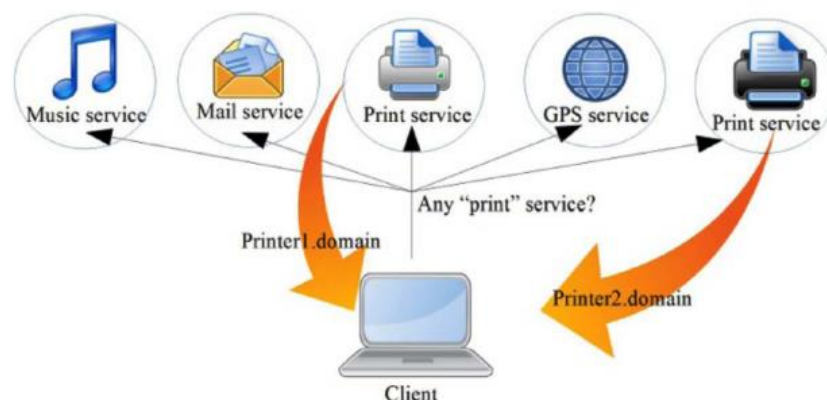 Music service
Mail service
Print service
GPS service
Print service
Any “print” service?
Printer1.domain
Printer2.domain
Client